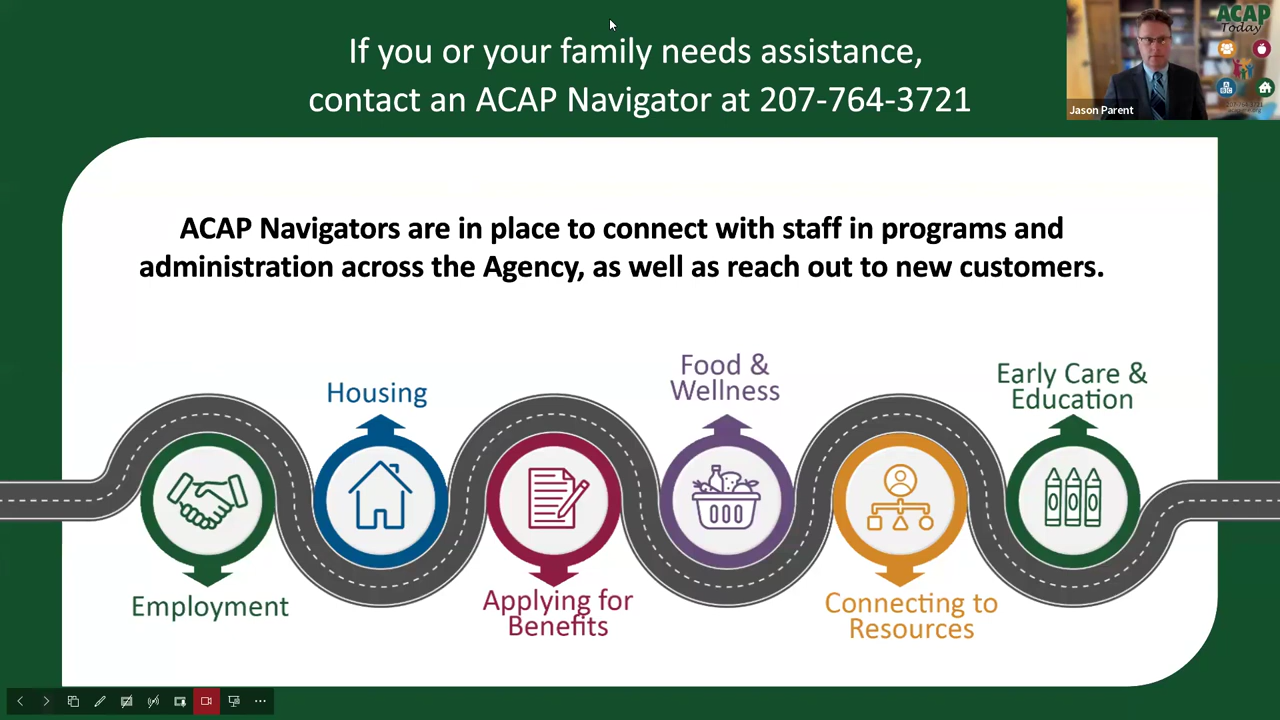 If you or your family needs assistance,
contact an ACAP Navigator at 207-764-3721
ACAP
Today
Jason Parent
ACAP Navigators are in place to connect with staff in programs and
administration across the Agency, as well as reach out to new customers.
Housing
Food &
Wellness
Early Care &
Education
Employment
Applying for
Benefits
Connecting to
Resources